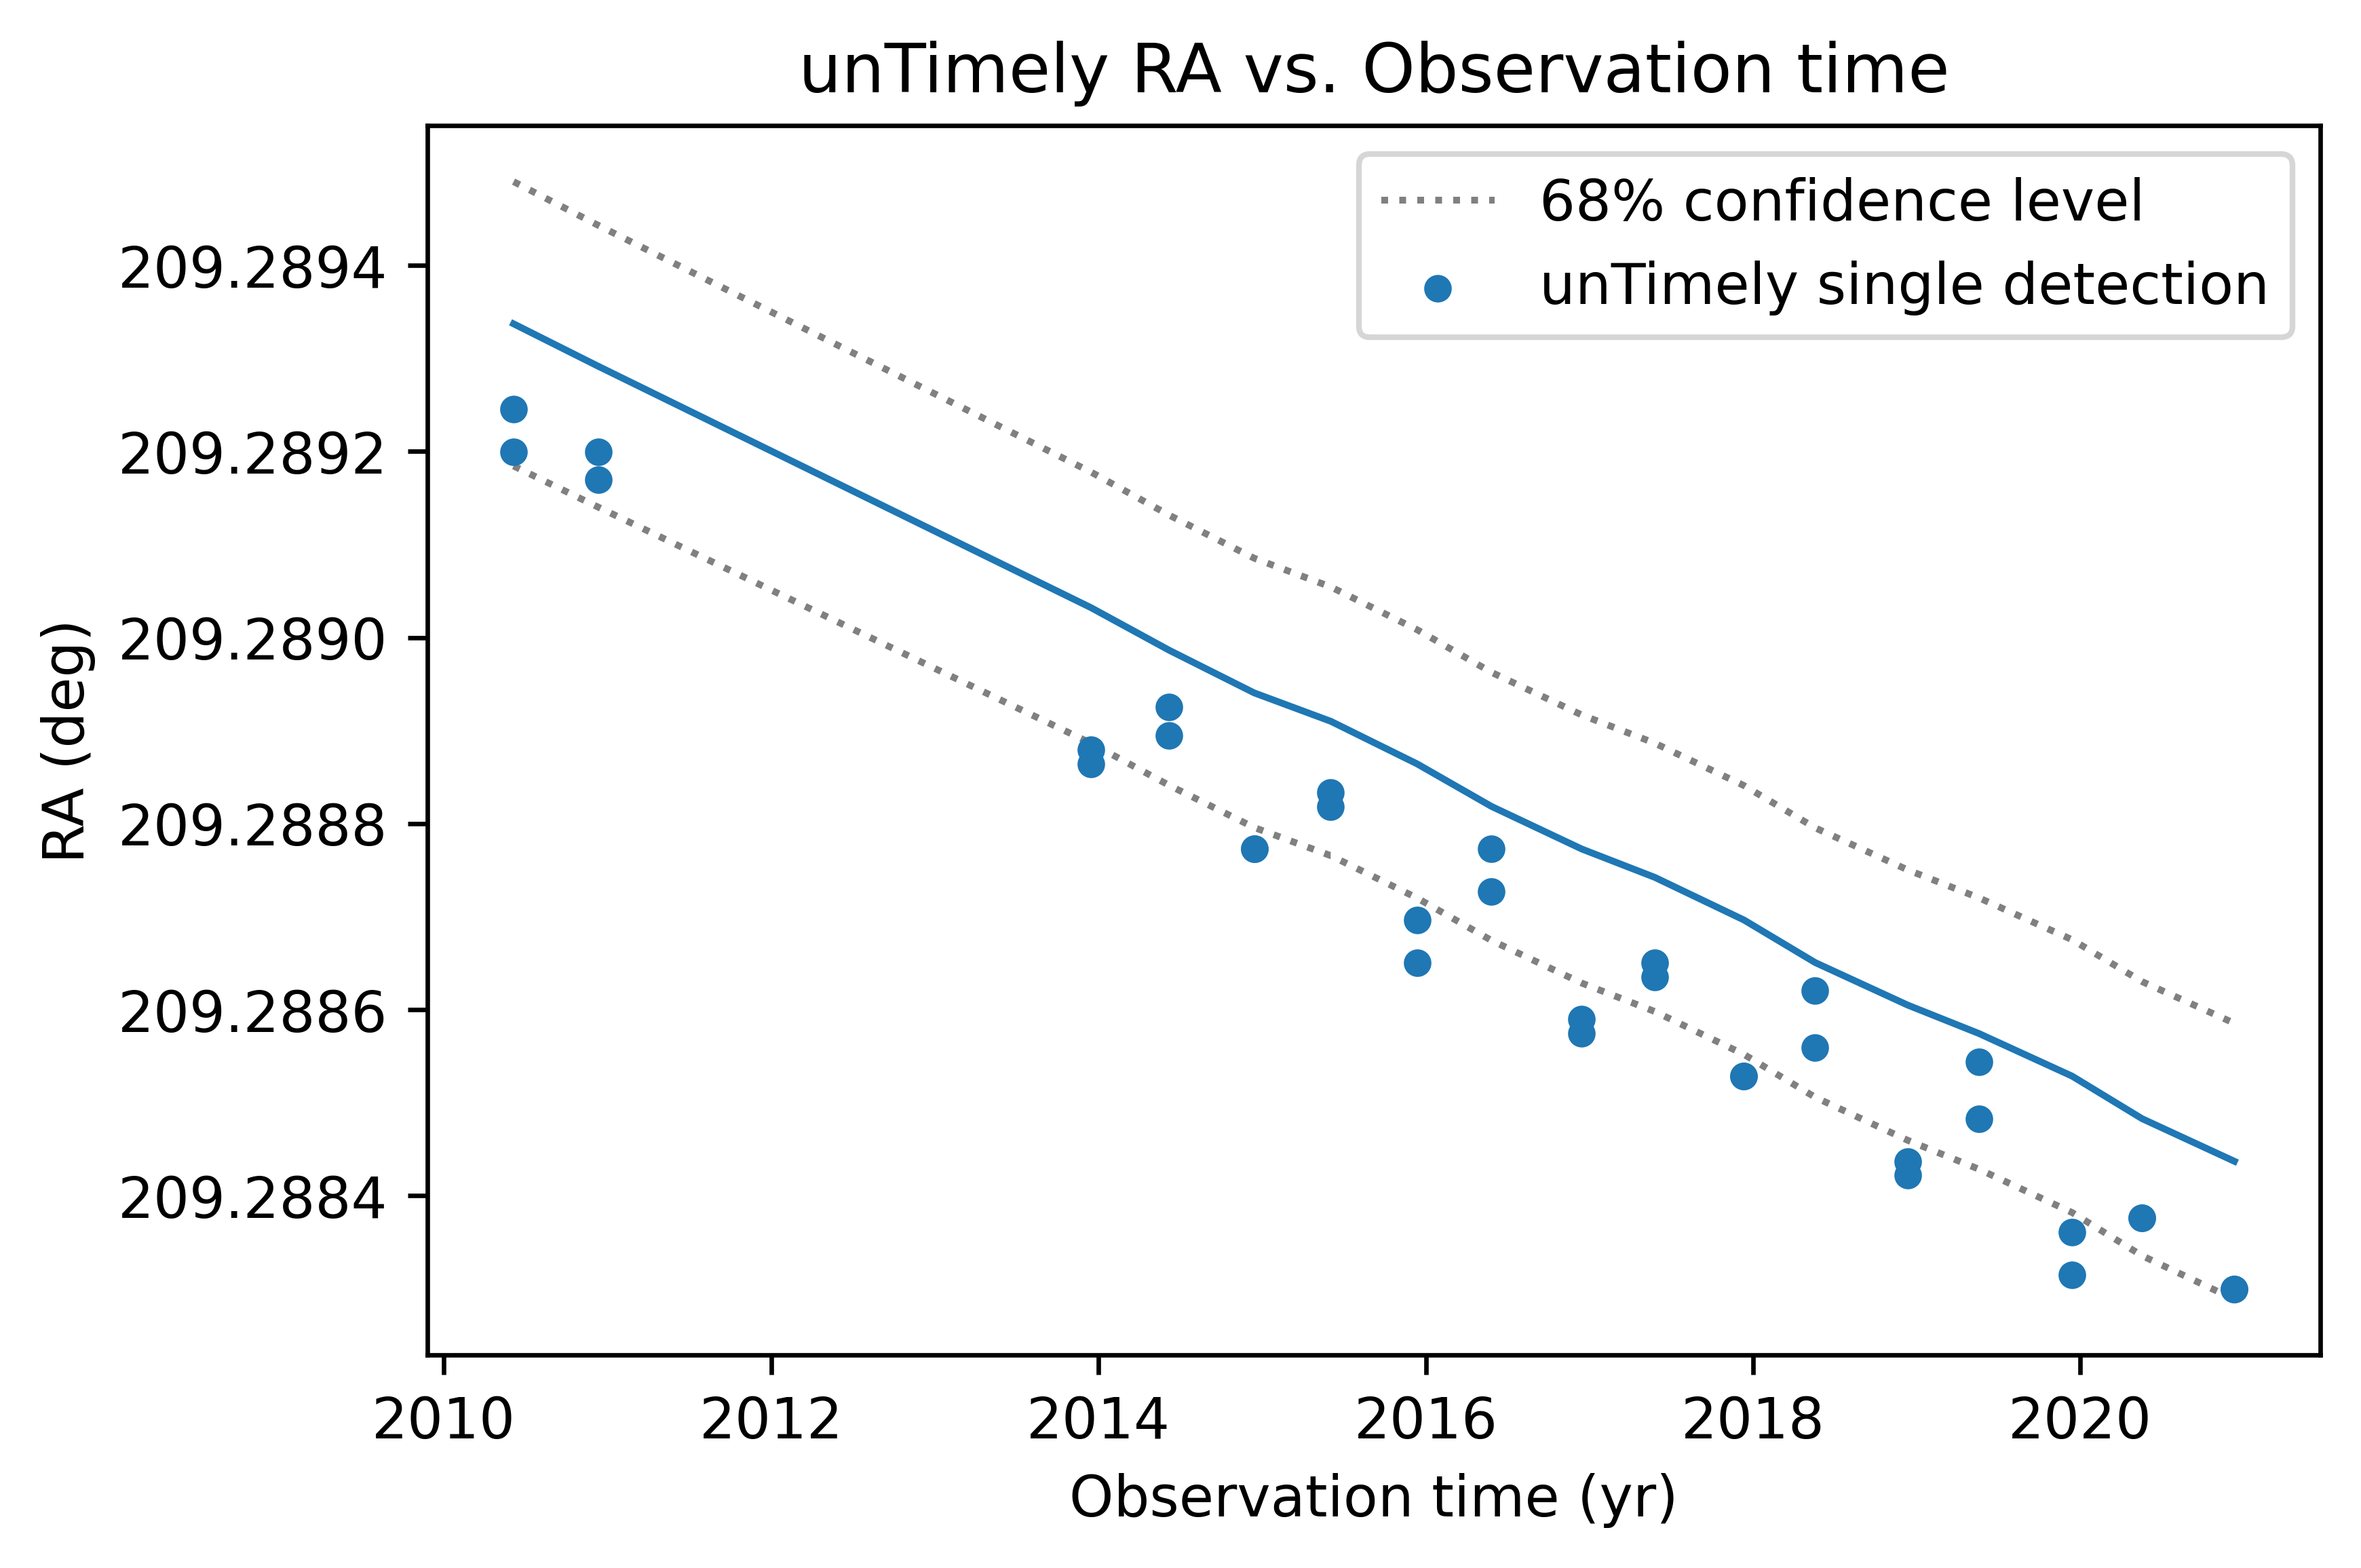 unTimely RA vs. Observation time
68% confidence level
unTimely single detection
RA (deg)
209.2894
209.2892
209.2890
209.2888
209.2886
209.2884
2010 2012 2014 2016 2018 2020
Observation time (yr)